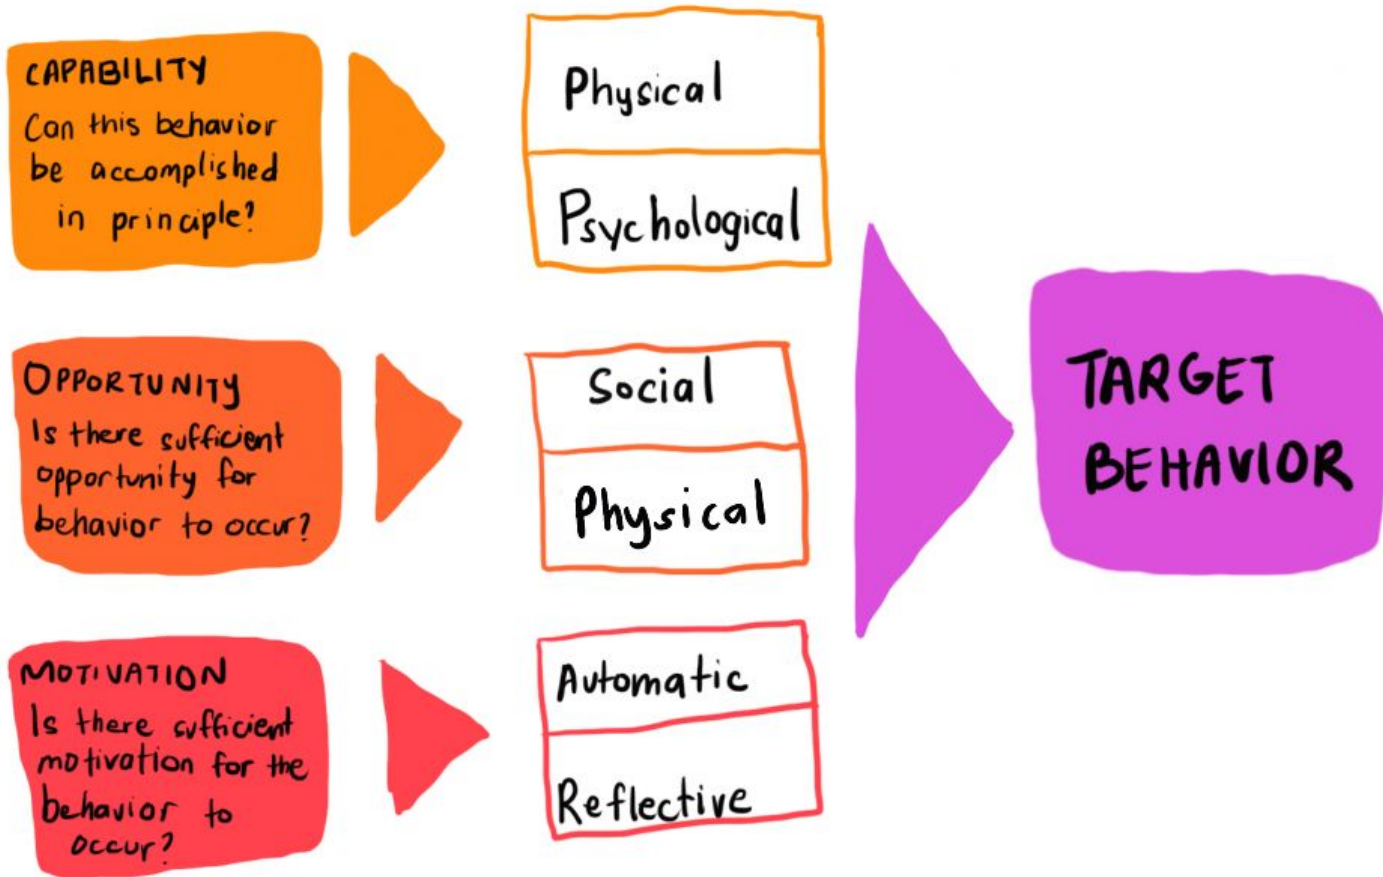 CAPABILITY
Can this behavior
be accomplished
in principle?
Physical
Psychological
OPPORTUNITY
Is there sufficient
opportunity for
behavior to occur?
Social
Physical
MOTIVATION
Is there sufficient
motivation for the
behavior to
occur?
Automatic
Reflective
TARGET
BEHAVIOR